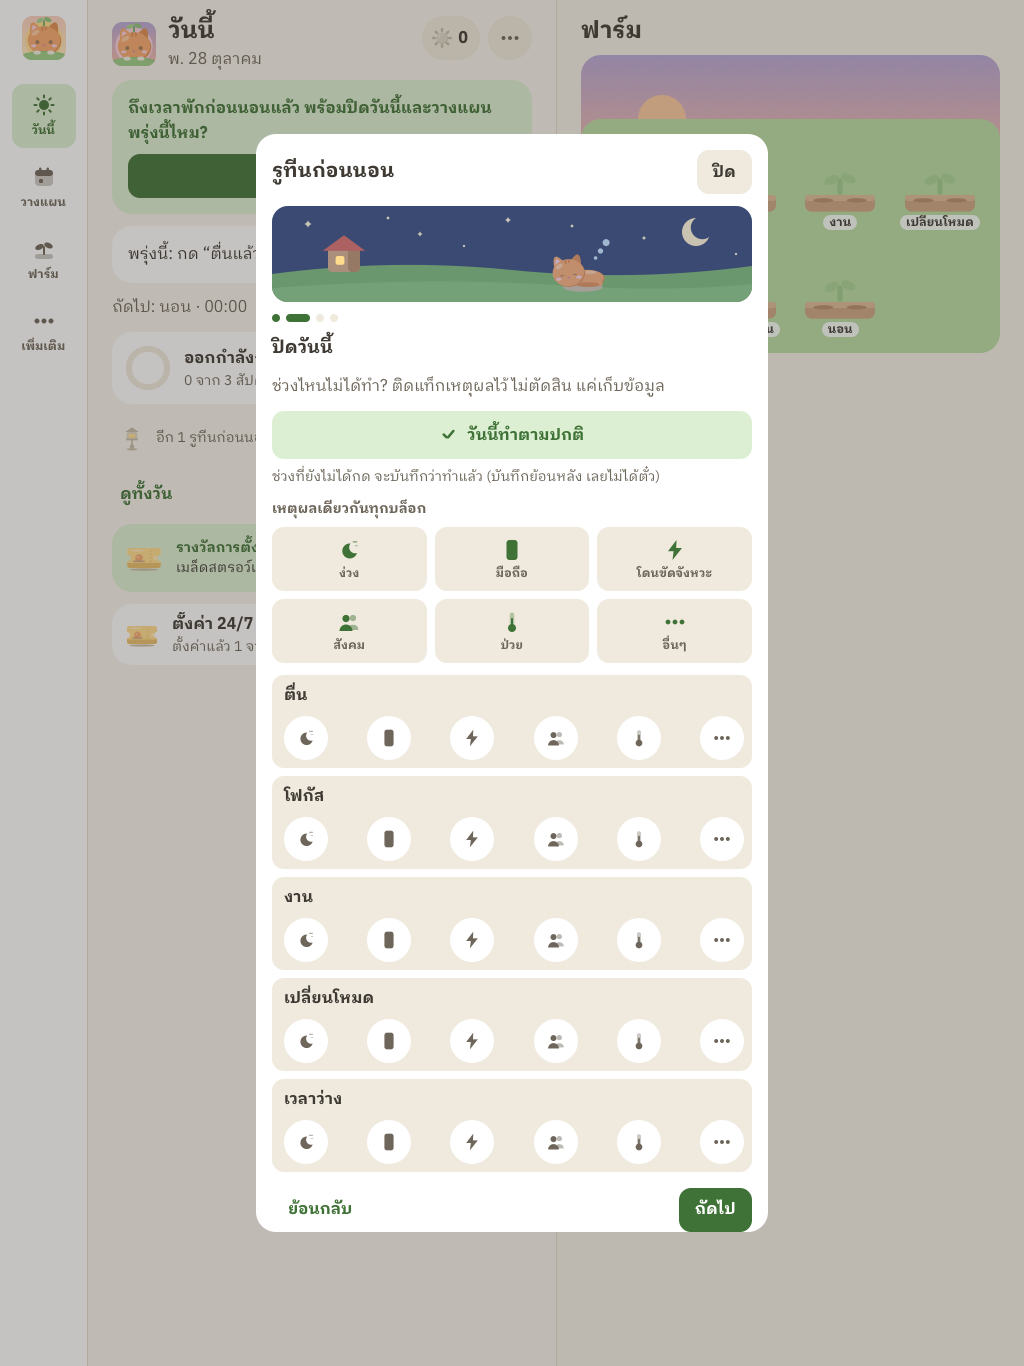 วันนี้
วางแผน
ฟาร์ม
เพิ่มเติม
วันนี้
พ. 28 ตุลาคม
0
ถึงเวลาพักก่อนนอนแล้ว พร้อมปิดวันนี้และวางแผน
พรุ่งนี้ไหม?
พรุ่งนี้: กด “ตื่นแล้ว
ถัดไป: นอน · 00:00
ออกกำลัง
0 จาก 3 สัป
อีก 1 รูทีนก่อนนอ
ดูทั้งวัน
รางวัลการตั้ง
เมล็ดสตรอว์
ตั้งค่า 24/7
ตั้งค่าแล้ว 1 จ
ฟาร์ม
งาน
เปลี่ยนโหมด
น
นอน
รูทีนก่อนนอน
ปิด
ปิดวันนี้
ช่วงไหนไม่ได้ทำ? ติดแท็กเหตุผลไว้ ไม่ตัดสิน แค่เก็บข้อมูล
วันนี้ทำตามปกติ
ช่วงที่ยังไม่ได้กด จะบันทึกว่าทำแล้ว (บันทึกย้อนหลัง เลยไม่ได้ตั๋ว)
เหตุผลเดียวกันทุกบล็อก
ง่วง
มือถือ
โดนขัดจังหวะ
สังคม
ป่วย
อื่นๆ
ตื่น
โฟกัส
งาน
เปลี่ยนโหมด
เวลาว่าง
ย้อนกลับ
ถัดไป